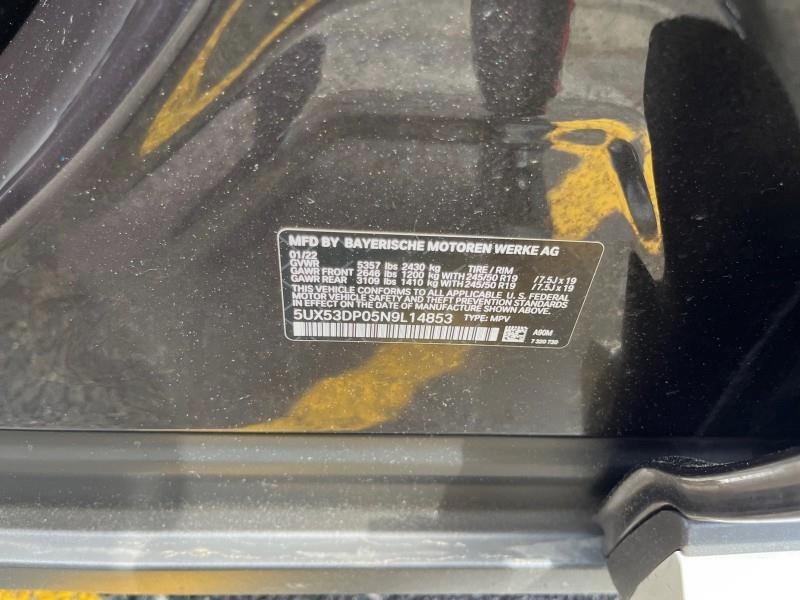 MFD BY BAYERISCHE MOTOREN WERKE AG
01/22
GVWR 5357 lbs 2430 kg TIRE / RIM
GAWR FRONT 2646 lbs 1200 kg WITH 245/50 R19 /7.5J x 19
GAWR REAR 3109 lbs 1410 kg WITH 245/50 R19 /7.5J x 19
THIS VEHICLE CONFORMS TO ALL APPLICABLE U. S. FEDERAL
MOTOR VEHICLE SAFETY AND THEFT PREVENTION STANDARDS
IN EFFECT ON THE DATE OF MANUFACTURE SHOWN ABOVE.
5UX53DP05N9L14853 TYPE: MPV
A90M
7 320 730